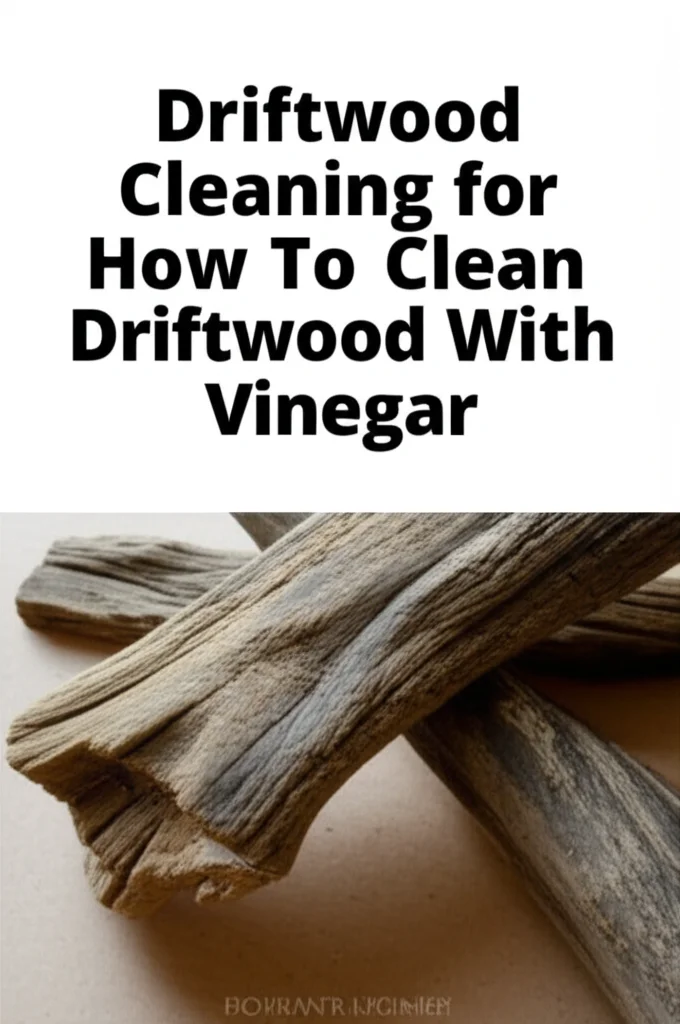 Driftwood
Cleaning for
How To Clean
Driftwood With
Vinegar